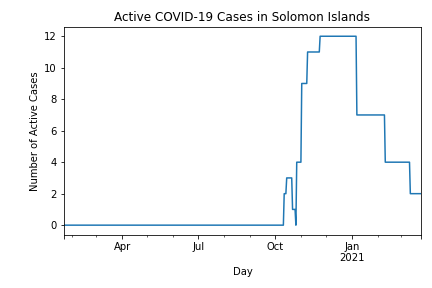 Active COVID-19 Cases in Solomon Islands
Number of Active Cases
12
10
8
6
4
2
0
Apr
Jul
Oct
Jan
2021
Day